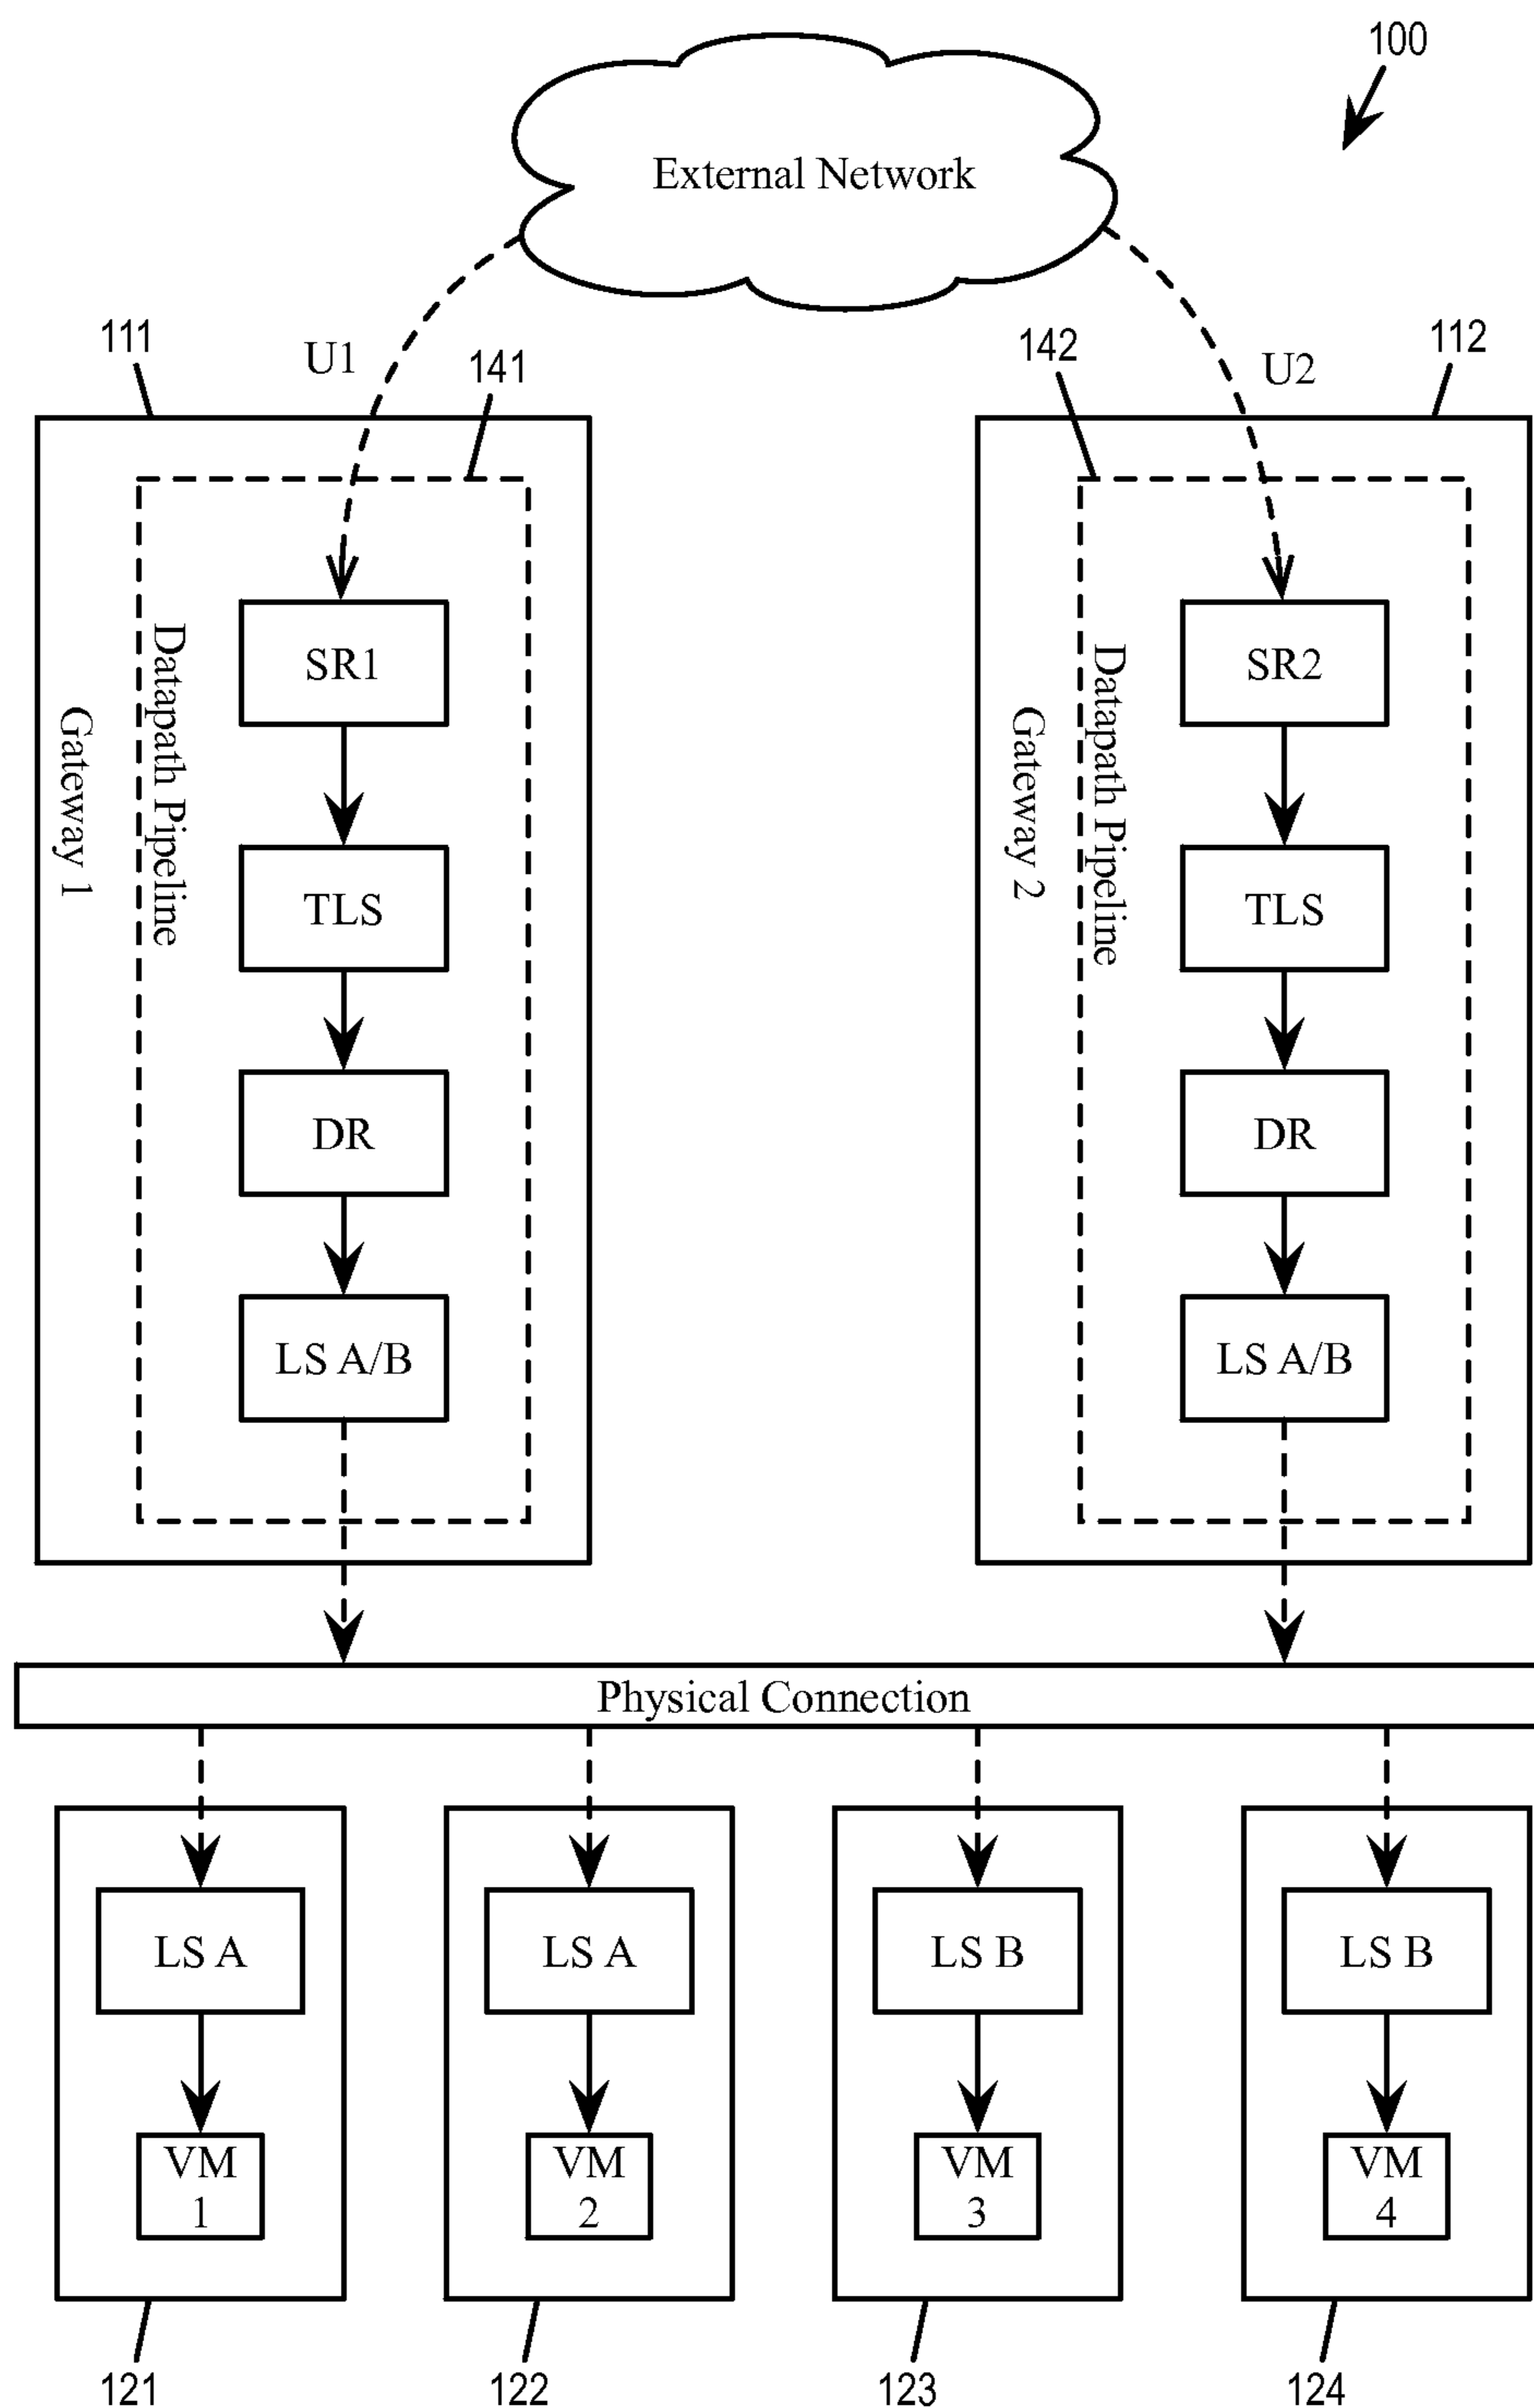 100
External Network
111
U1
141
142
U2
112
Gateway 1
Datapath Pipeline
SR1
TLS
DR
LS A/B
Gateway 2
Datapath Pipeline
SR2
TLS
DR
LS A/B
Physical Connection
LS A
LS A
LS B
LS B
VM
1
VM
2
VM
3
VM
4
121
122
123
124